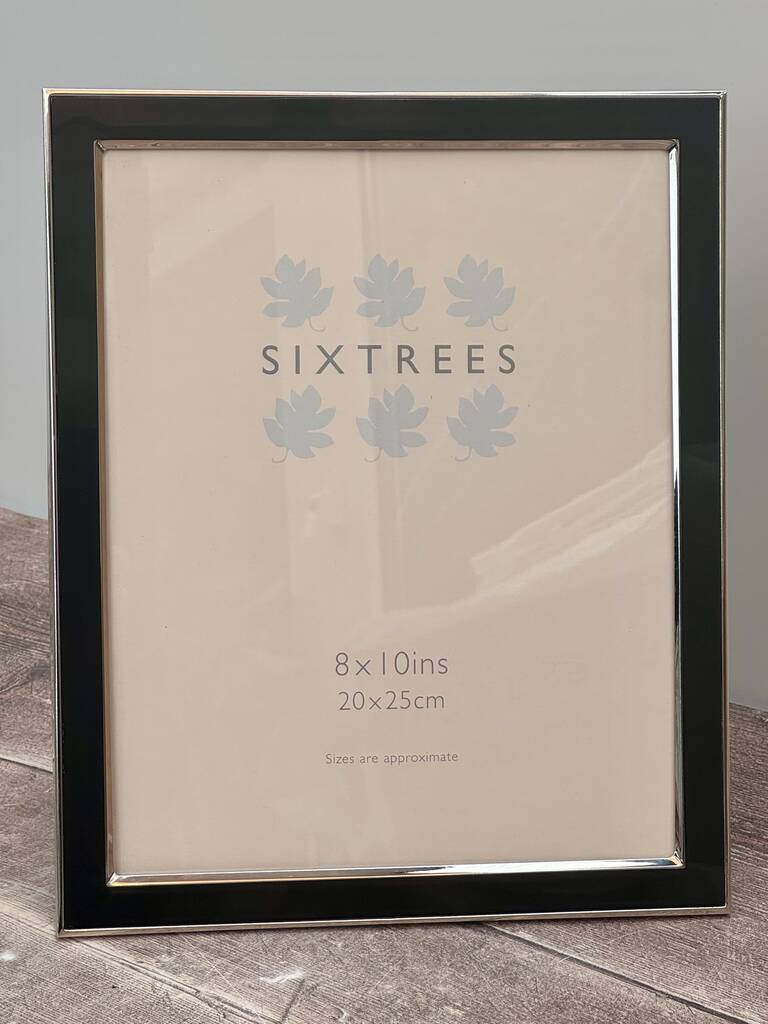 SIXTREES
8x10ins
20x25cm
Sizes are approximate